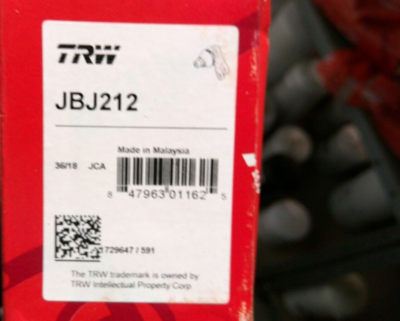 TRW
JBJ212
Made in Malaysia
36/18 JCA
8 47963 01162 5
1729647 / 591
The TRW trademark is owned by
TRW Intellectual Property Corp.